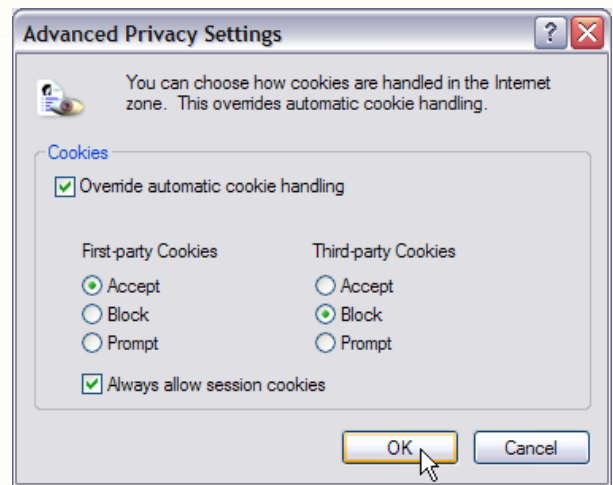 Advanced Privacy Settings ?
You can choose how cookies are handled in the Internet
zone. This overrides automatic cookie handling.
Cookies
Override automatic cookie handling
First-party Cookies Third-party Cookies
Accept Accept
Block Block
Prompt Prompt
Always allow session cookies
OK Cancel